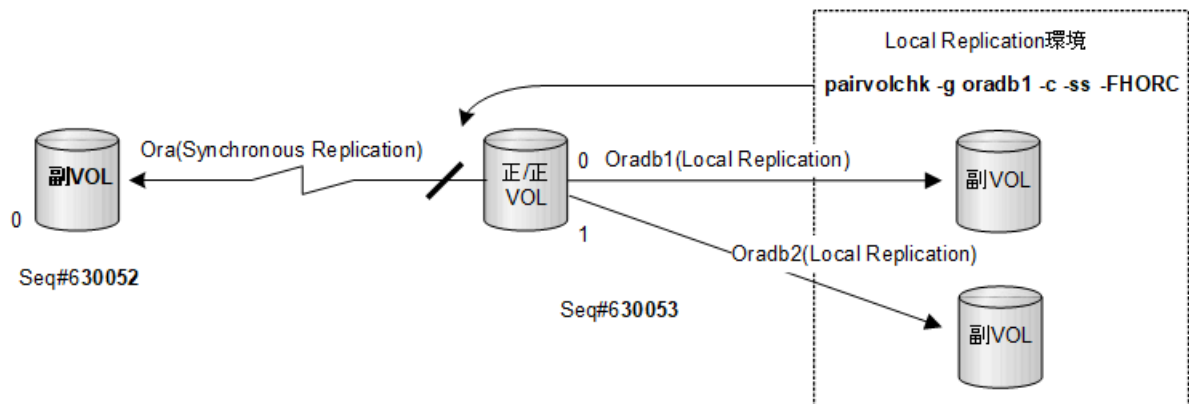 Local Replication環境
pairvolchk -g oradb1 -c -ss -FHORC
Ora(Synchronous Replication)
副VOL
0
Seq#630052
正/正
VOL
0
1
Seq#630053
Oradb1(Local Replication)
副VOL
Oradb2(Local Replication)
副VOL